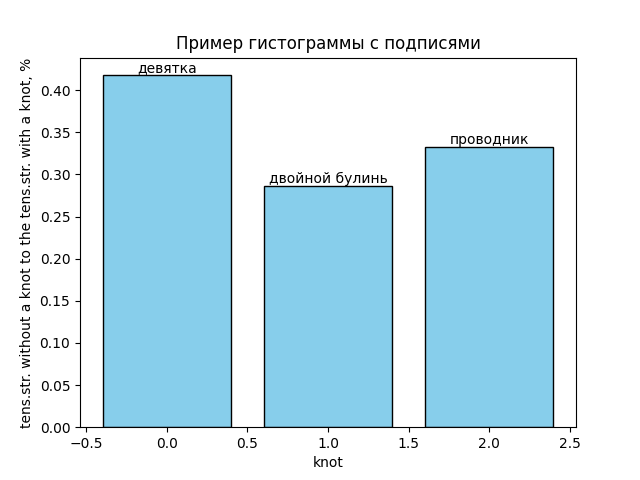 Пример гистограммы с подписями
tens.str. without a knot to the tens.str. with a knot, %
0.40
0.35
0.30
0.25
0.20
0.15
0.10
0.05
0.00
девятка
двойной булинь
проводник
−0.5 0.0 0.5 1.0 1.5 2.0 2.5
knot